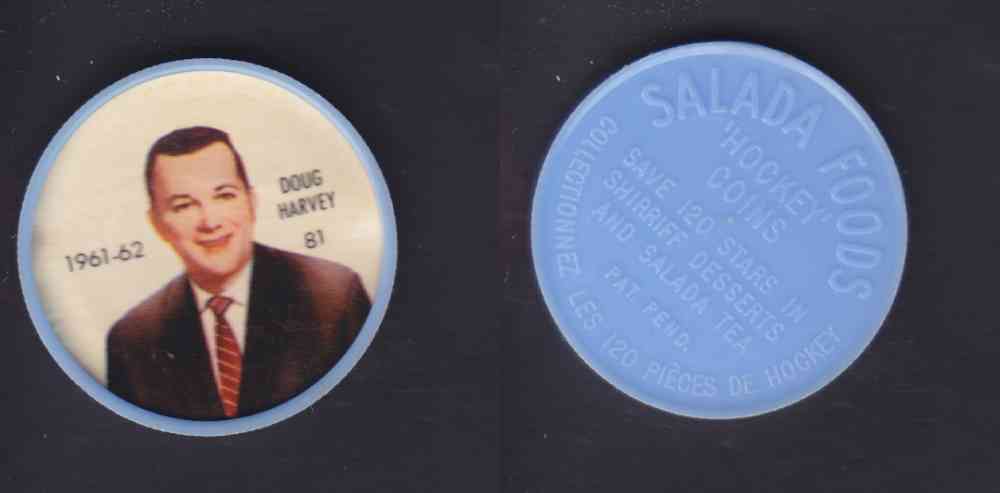 DOUG
HARVEY
81
1961-62
SALADA FOODS
'HOCKEY'
COINS
SAVE 120 STARS IN
SHIRRIFF DESSERTS
AND SALADA TEA
PAT. PEND.
COLLECTIONNEZ LES 120 PIÈCES DE HOCKEY